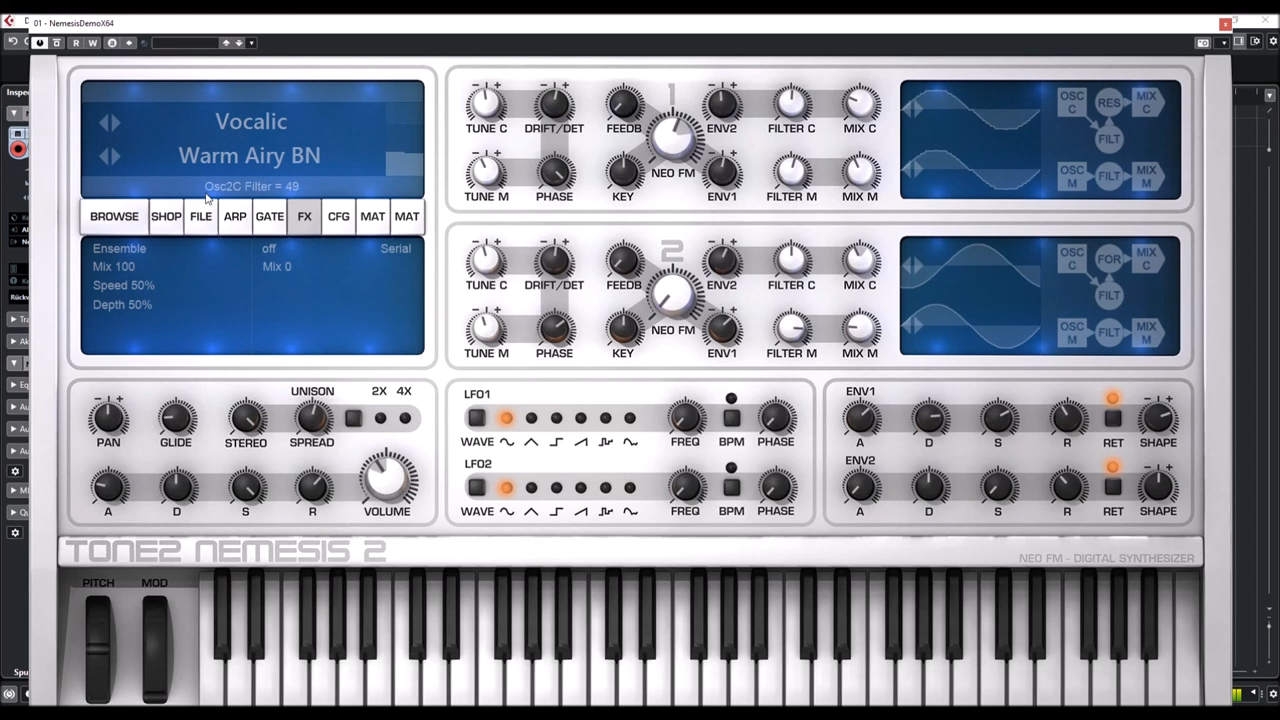 01 - NemesisDemoX64
R W
Inspec
Vocalic
Warm Airy BN
Osc2C Filter = 49
BROWSE SHOP FILE ARP GATE FX CFG MAT MAT
Ensemble off Serial
Mix 100 Mix 0
Speed 50%
Depth 50%
1
TUNE C DRIFT/DET FEEDB ENV2 FILTER C MIX C
NEO FM
TUNE M PHASE KEY ENV1 FILTER M MIX M
OSC C RES MIX C
FILT
OSC M FILT MIX M
2
TUNE C DRIFT/DET FEEDB ENV2 FILTER C MIX C
NEO FM
TUNE M PHASE KEY ENV1 FILTER M MIX M
OSC C FOR MIX C
FILT
OSC M FILT MIX M
UNISON 2X 4X
PAN GLIDE STEREO SPREAD
A D S R VOLUME
LFO1
WAVE FREQ BPM PHASE
LFO2
WAVE FREQ BPM PHASE
ENV1
A D S R RET SHAPE
ENV2
A D S R RET SHAPE
TONE2 NEMESIS 2
NEO FM - DIGITAL SYNTHESIZER
PITCH MOD